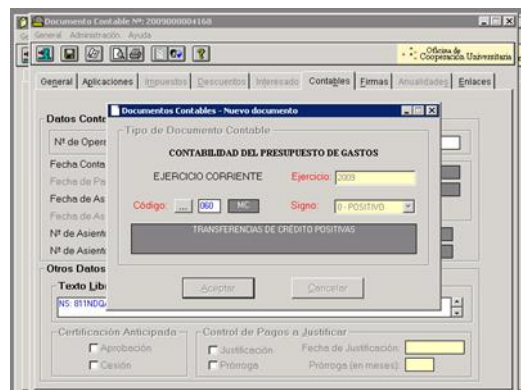 Documento Contable Nº: 2009000004168
General Administración Ayuda
Oficina de
Cooperación Universitaria
General Aplicaciones Impuestos Descuentos Interesado Contables Firmas Anualidades Enlaces
Documentos Contables - Nuevo documento
Datos Conta
Tipo de Documento Contable
Nº de Opera
CONTABILIDAD DEL PRESUPUESTO DE GASTOS
Fecha Conta
EJERCICIO CORRIENTE Ejercicio: 2009
Fecha de Pa
Fecha de As
Código: ... 060 MC Signo: 0 - POSITIVO
Fecha de As
Nº de Asient
TRANSFERENCIAS DE CRÉDITO POSITIVAS
Nº de Asient
Otros Datos
Texto Libr
Aceptar Cancelar
NS: 811NDQ
Certificación Anticipada Control de Pagos a Justificar
Aprobación Justificación Fecha de Justificación:
Cesión Prórroga Prórroga (en meses):